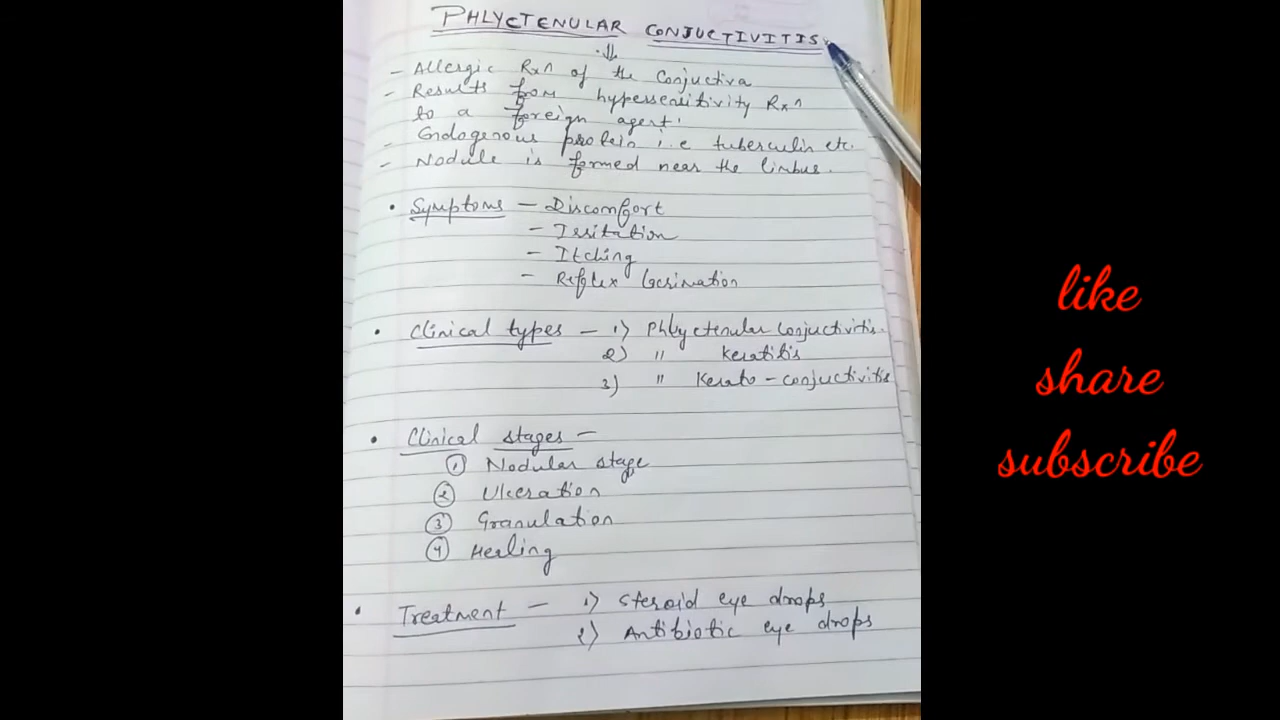 PHLYCTENULAR CONJUCTIVITIS
- Allergic Rxn of the Conjuctiva
- Results from hypersensitivity Rxn
to a foreign agent.
- Endogenous protein i.e tuberculin etc.
- Nodule is formed near the limbus.
• Symptoms - Discomfort
- Irritation
- Itching
- Reflex lacrimation
• Clinical types - 1) Phlyctenular conjuctivitis.
2) " keratitis
3) " Kerato-conjuctivitis
• Clinical stages -
① Nodular stage
② Ulceration
③ Granulation
④ Healing
• Treatment - 1) steroid eye drops
2) Antibiotic eye drops
like
share
subscribe